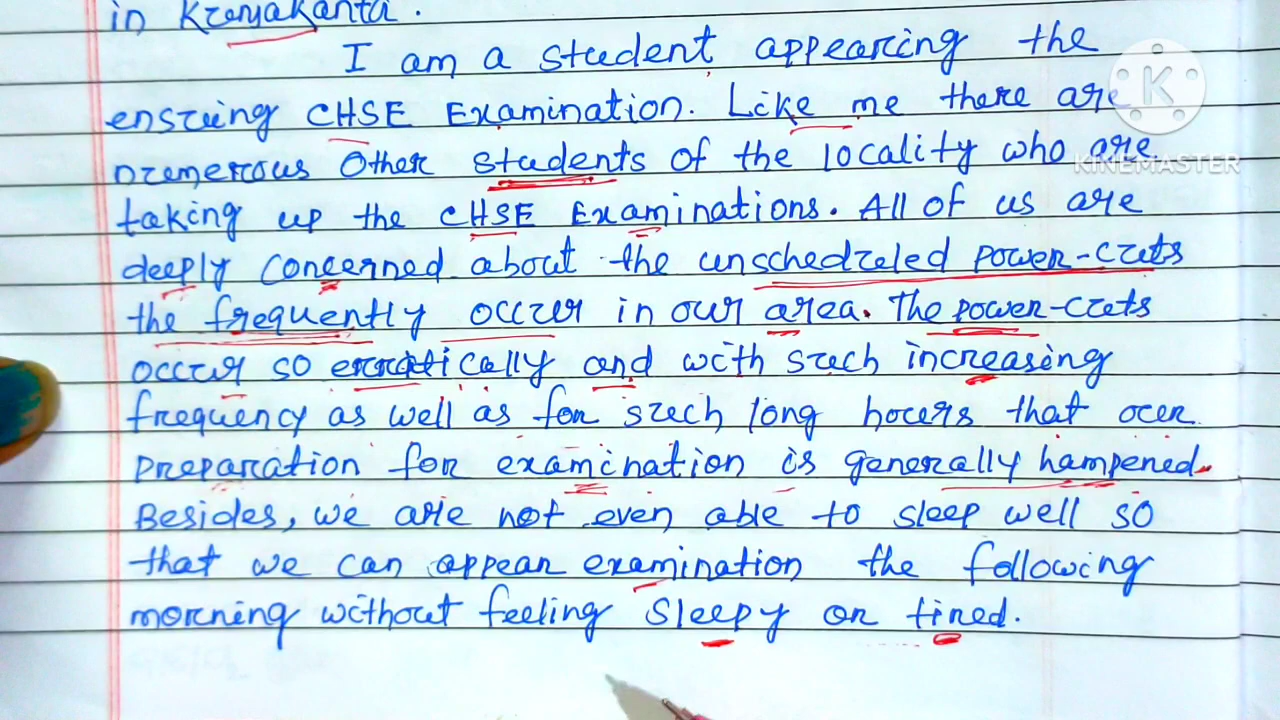 in
I am a student appearing the
ensuing CHSE Examination. Like me there are
numerous Other students of the locality who are
taking up the CHSE Examinations. All of us are
deeply concerned about the unscheduled power-cuts
the frequently occur in our area. The power-cuts
occur so erratically and with such increasing
frequency as well as for such long hours that our
preparation for examination is generally hampered.
Besides, we are not even able to sleep well so
that we can appear examination the following
morning without feeling sleepy or tired.
K
KINEMASTER